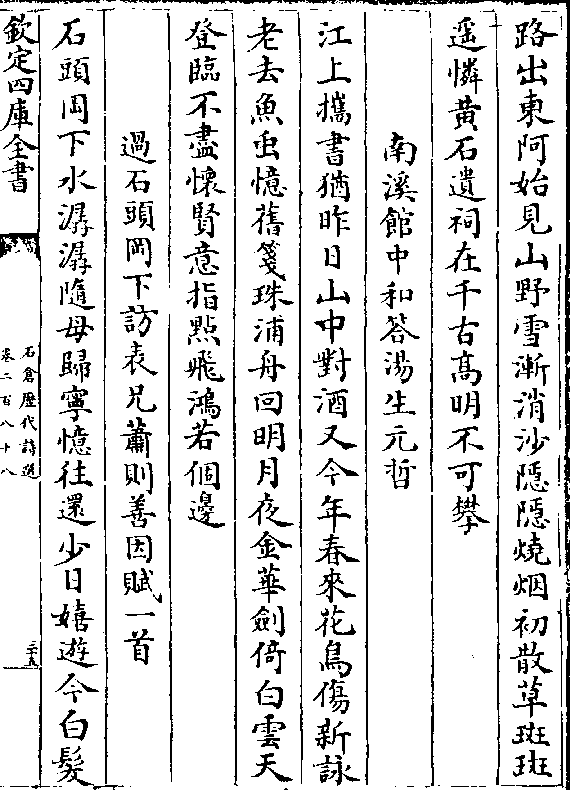 路出東阿始見山野雪漸消沙隱隱燒烟初散草斑斑
遥憐黄石遺祠在千古髙明不可攀
南溪館中和答湯生元哲
江上攜書猶昨日山中對酒又今年春來花鳥傷新詠
老去魚虫憶舊箋珠浦舟回明月夜金華劍倚白雲天
登臨不盡懷賢意指點飛鴻若個邊
過石頭岡下訪表兄蕭則善因賦一首
石頭岡下水潺潺隨母歸寧憶往還少日嬉遊今白髮
欽定四庫全書
石倉歷代詩選
卷三百八十八
三十五